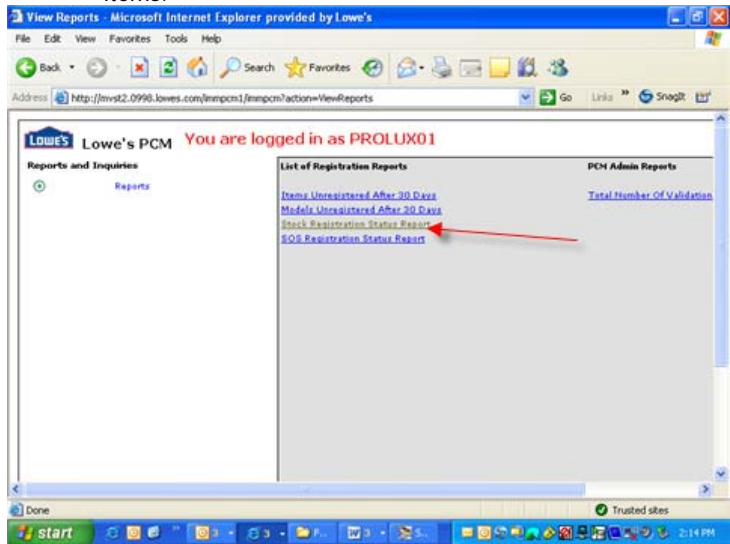 View Reports - Microsoft Internet Explorer provided by Lowe's
File Edit View Favorites Tools Help
Back Search Favorites
Address http://mvst2.0998.lowes.com/immpcm1/immpcm?action=ViewReports Go Links » SnagIt
LOWE'S Lowe's PCM You are logged in as PROLUX01
Reports and Inquiries List of Registration Reports PCM Admin Reports
Reports
Items Unregistered After 30 Days Total Number Of Validation
Models Unregistered After 30 Days
Stock Registration Status Report
SOS Registration Status Report
Done Trusted sites
start 3 3 F... 3 S... 2:14 PM